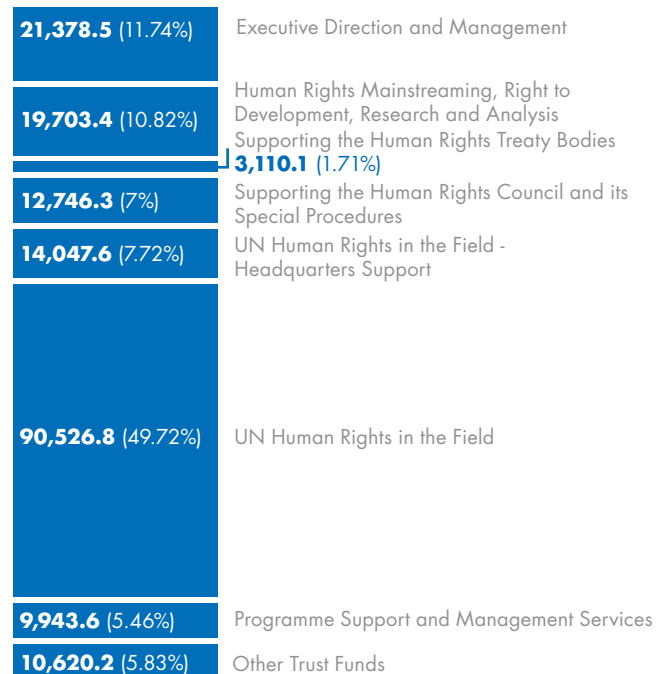 21,378.5 (11.74%) Executive Direction and Management
19,703.4 (10.82%) Human Rights Mainstreaming, Right to
Development, Research and Analysis
Supporting the Human Rights Treaty Bodies
3,110.1 (1.71%)
12,746.3 (7%) Supporting the Human Rights Council and its
Special Procedures
14,047.6 (7.72%) UN Human Rights in the Field -
Headquarters Support
90,526.8 (49.72%) UN Human Rights in the Field
9,943.6 (5.46%) Programme Support and Management Services
10,620.2 (5.83%) Other Trust Funds